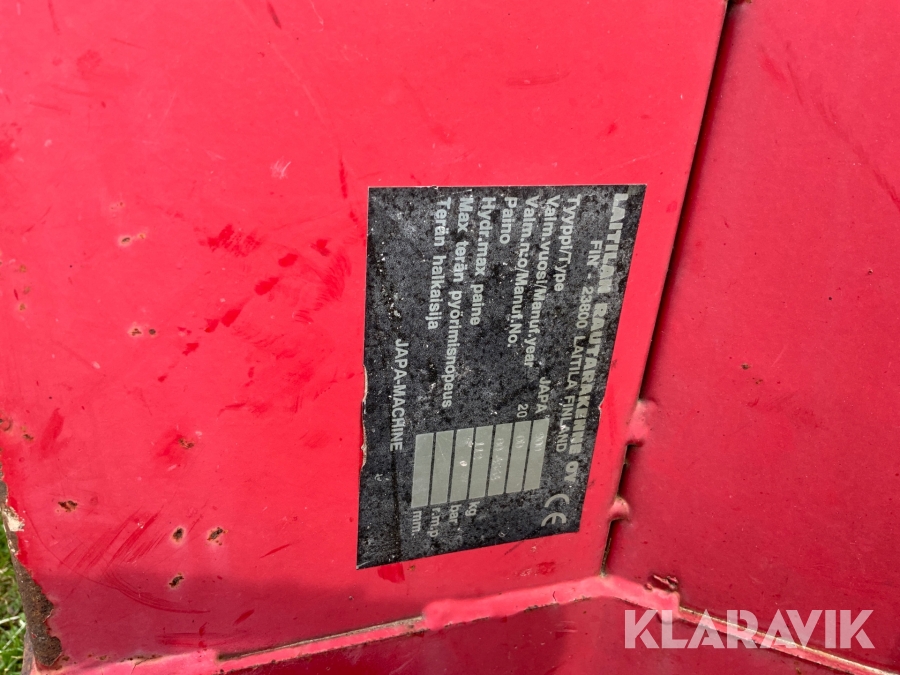 LAITILAN RAUTARAKENNE OY
FIN - 23800 LAITILA FINLAND
CE
Tyyppi/Type JAPA
Valm.vuosi/Manuf.year 20
Valm.n:o/Manuf.No.
Paino kg
Hydr.max paine bar
Max terän pyörimisnopeus r.m.p
Terän halkaisija mm.
JAPA-MACHINE
KLARAVIK